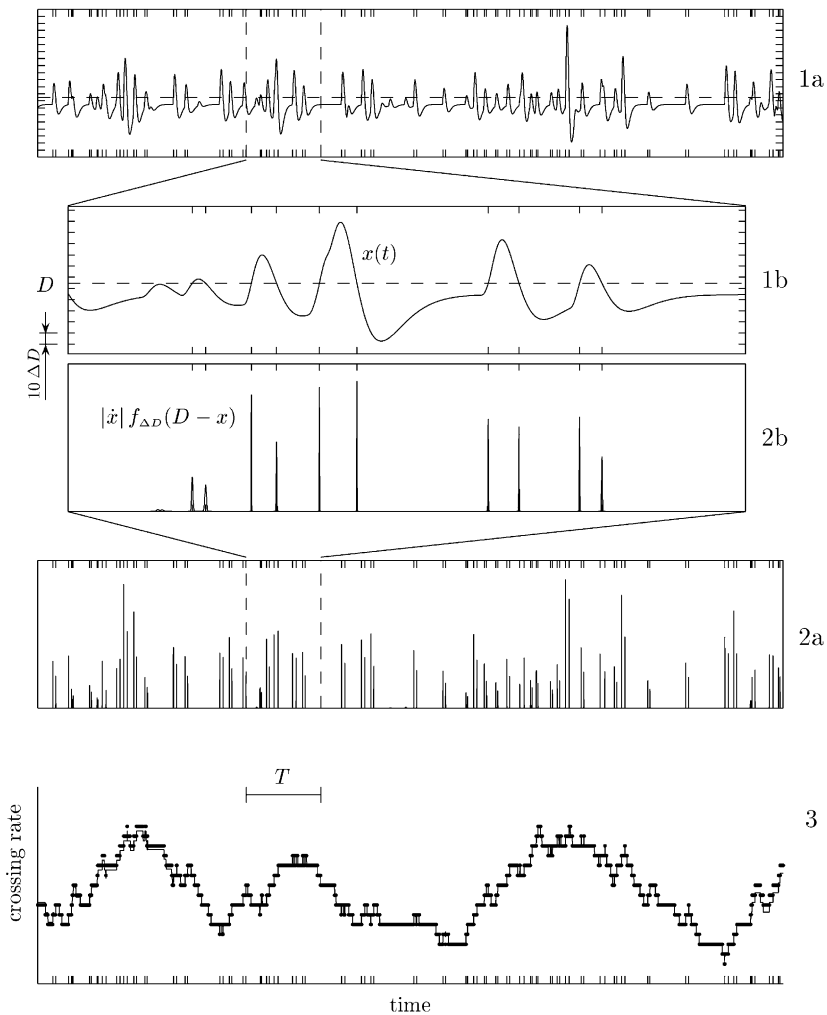 1a
x(t)
D
1b
10 ΔD
|ẋ| f_ΔD(D − x)
2b
2a
T
3
crossing rate
time